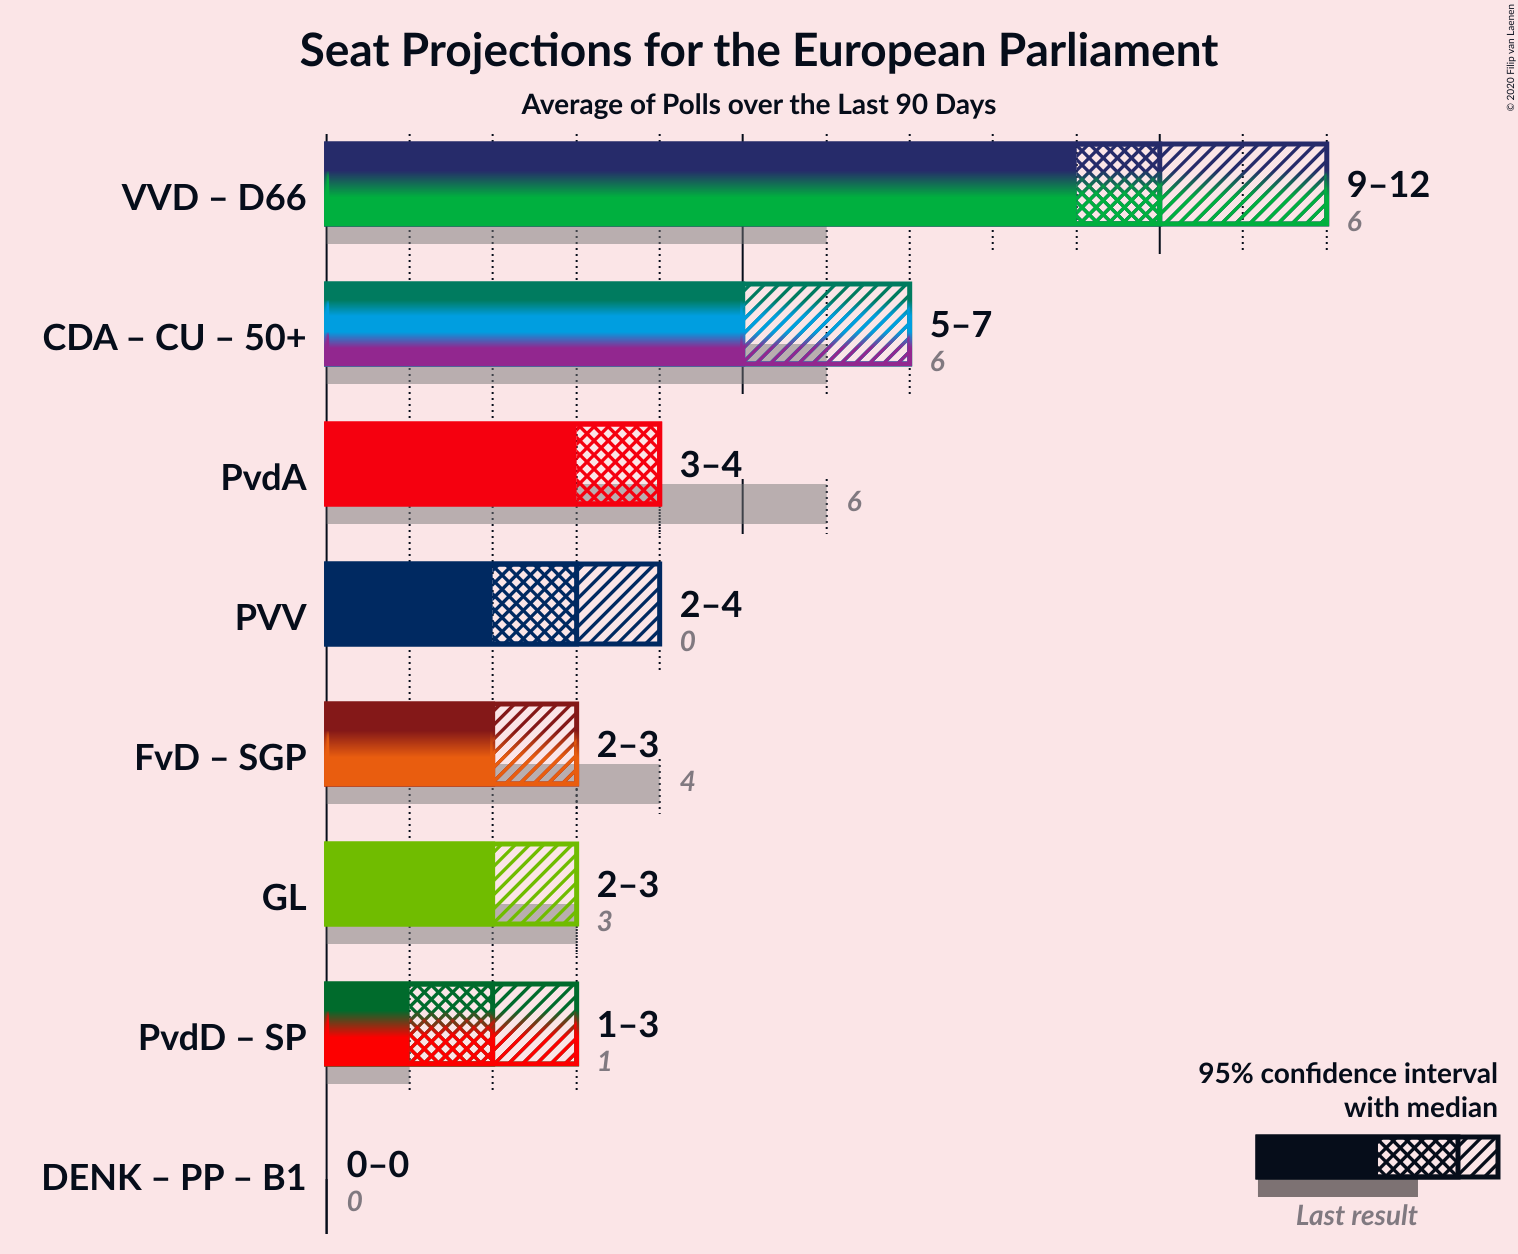 Seat Projections for the European Parliament
Average of Polls over the Last 90 Days
© 2020 Filip van Laenen
VVD – D66
9–12
6
CDA – CU – 50+
5–7
6
PvdA
3–4
6
PVV
2–4
0
FvD – SGP
2–3
4
GL
2–3
3
PvdD – SP
1–3
1
DENK – PP – B1
0–0
0
95% confidence interval
with median
Last result